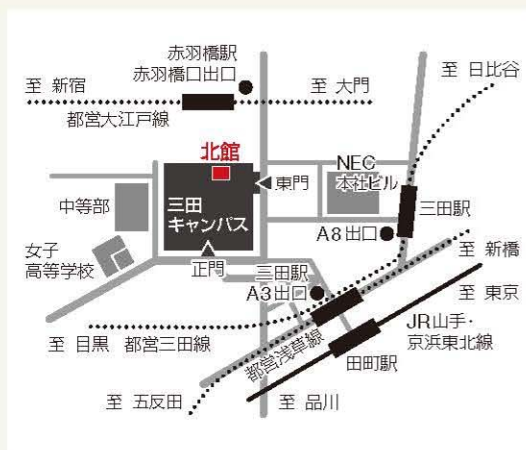 赤羽橋駅
赤羽橋口出口
至 新宿
至 大門
至 日比谷
都営大江戸線
北館
東門
NEC
本社ビル
中等部
三田
キャンパス
三田駅
A8出口
女子
高等学校
正門
三田駅
A3出口
至 新橋
至 東京
JR山手・
京浜東北線
至 目黒 都営三田線
都営浅草線
田町駅
至 五反田
至 品川